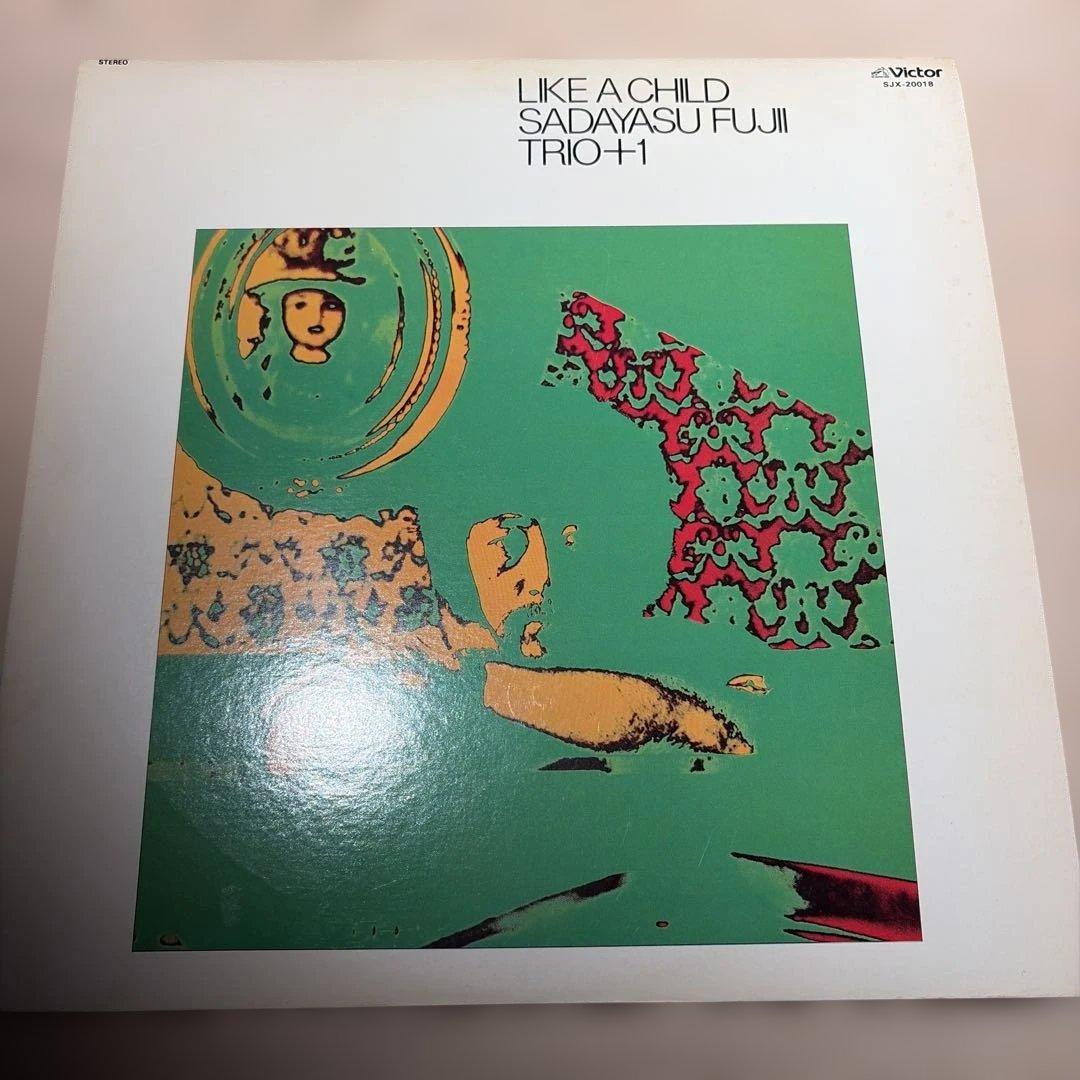 STEREO
LIKE A CHILD
SADAYASU FUJII
TRIO+1
Victor
SJX-20018